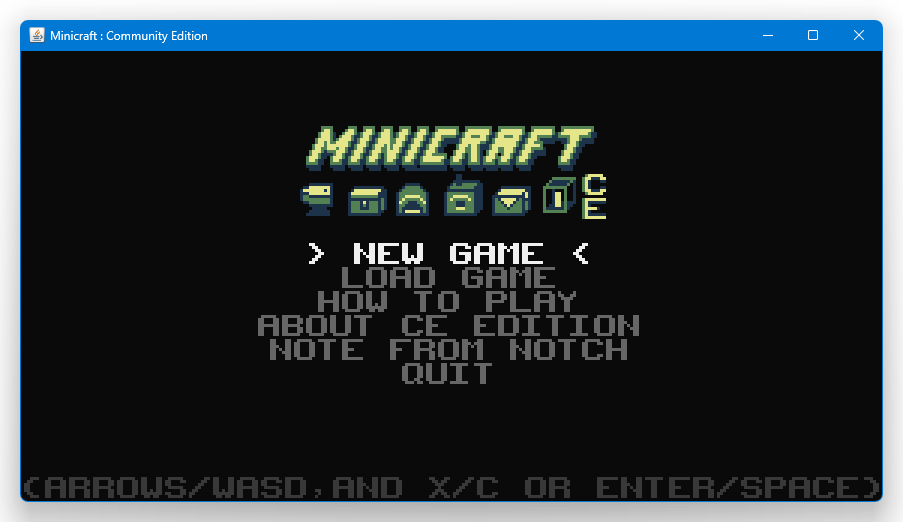 Minicraft : Community Edition
MINICRAFT
CE
> NEW GAME <
LOAD GAME
HOW TO PLAY
ABOUT CE EDITION
NOTE FROM NOTCH
QUIT
(ARROWS/WASD,AND X/C OR ENTER/SPACE)